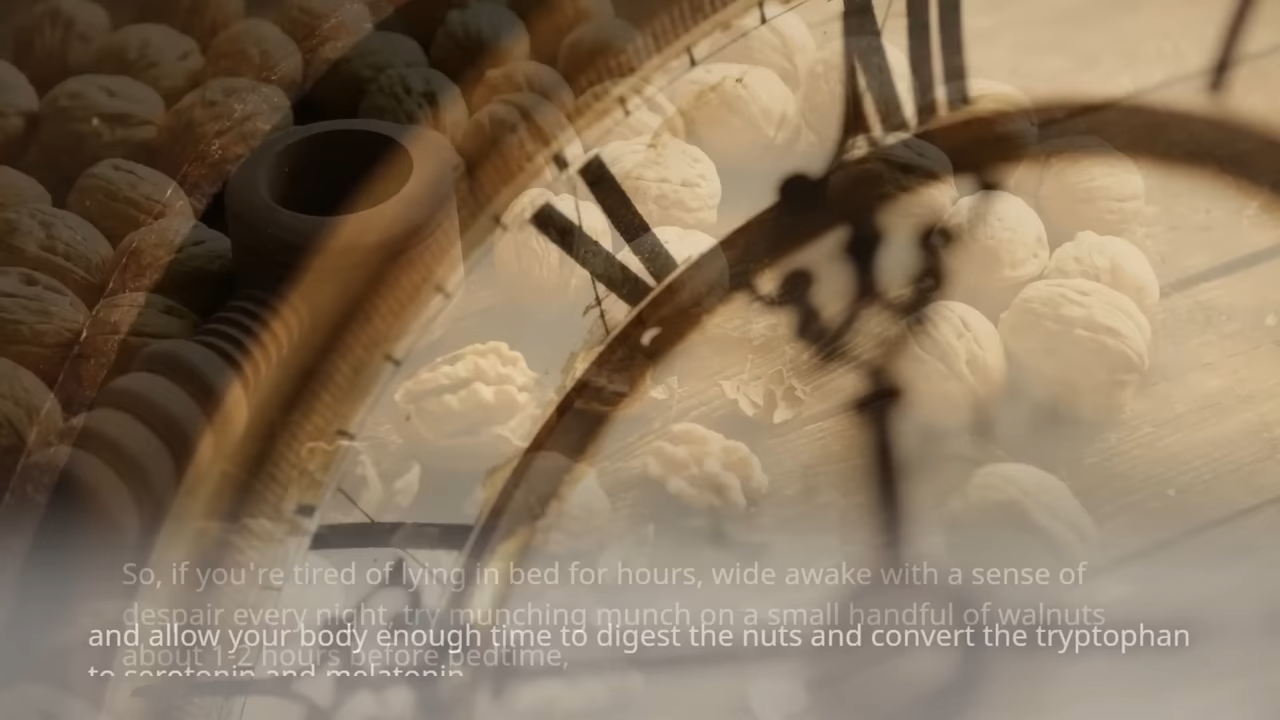 So, if you're tired of lying in bed for hours, wide awake with a sense of
despair every night, try munching munch on a small handful of walnuts
about 1-2 hours before bedtime,
and allow your body enough time to digest the nuts and convert the tryptophan
to serotonin and melatonin